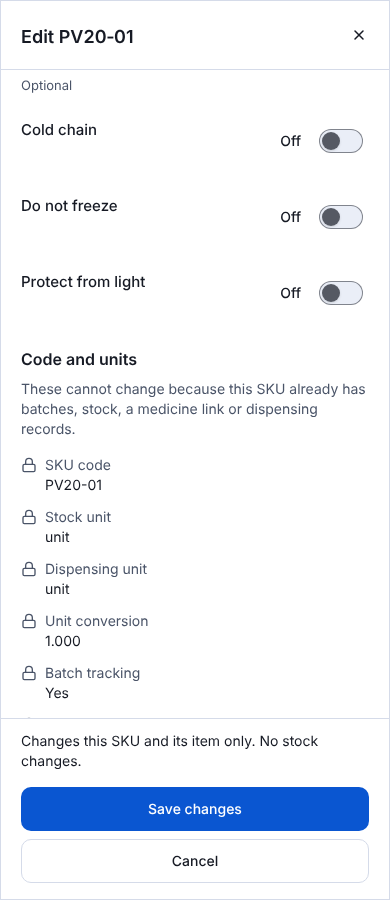 Edit PV20-01
Optional
Cold chain
Off
Do not freeze
Off
Protect from light
Off
Code and units
These cannot change because this SKU already has
batches, stock, a medicine link or dispensing
records.
SKU code
PV20-01
Stock unit
unit
Dispensing unit
unit
Unit conversion
1.000
Batch tracking
Yes
Changes this SKU and its item only. No stock
changes.
Save changes
Cancel